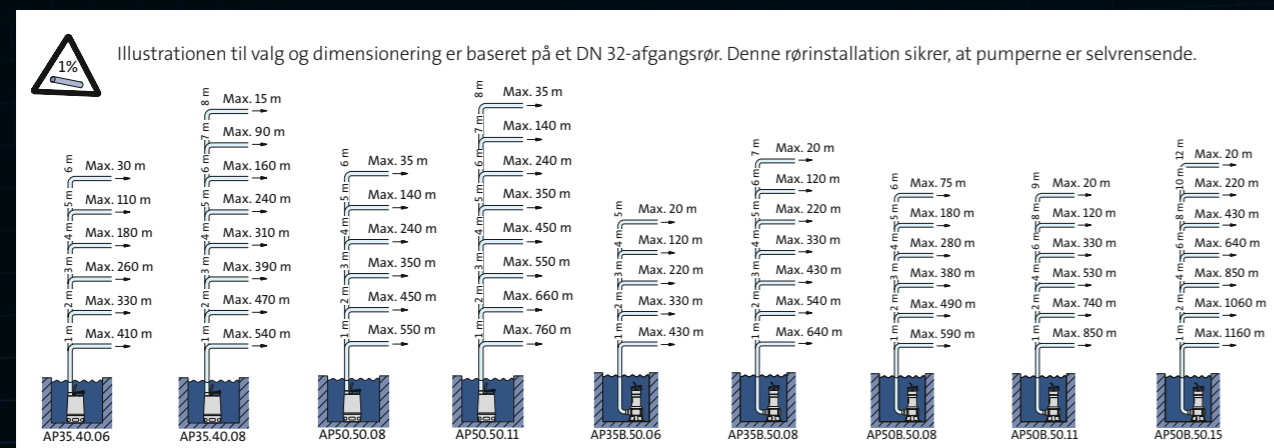 Illustrationen til valg og dimensionering er baseret på et DN 32-afgangsrør. Denne rørinstallation sikrer, at pumperne er selvrensende.
1%
6 m Max. 30 m
5 m Max. 110 m
4 m Max. 180 m
3 m Max. 260 m
2 m Max. 330 m
1 m Max. 410 m
AP35.40.06
8 m Max. 15 m
7 m Max. 90 m
6 m Max. 160 m
5 m Max. 240 m
4 m Max. 310 m
3 m Max. 390 m
2 m Max. 470 m
1 m Max. 540 m
AP35.40.08
6 m Max. 35 m
5 m Max. 140 m
4 m Max. 240 m
3 m Max. 350 m
2 m Max. 450 m
1 m Max. 550 m
AP50.50.08
8 m Max. 35 m
7 m Max. 140 m
6 m Max. 240 m
5 m Max. 350 m
4 m Max. 450 m
3 m Max. 550 m
2 m Max. 660 m
1 m Max. 760 m
AP50.50.11
5 m Max. 20 m
4 m Max. 120 m
3 m Max. 220 m
2 m Max. 330 m
1 m Max. 430 m
AP35B.50.06
7 m Max. 20 m
6 m Max. 120 m
5 m Max. 220 m
4 m Max. 330 m
3 m Max. 430 m
2 m Max. 540 m
1 m Max. 640 m
AP35B.50.08
6 m Max. 75 m
5 m Max. 180 m
4 m Max. 280 m
3 m Max. 380 m
2 m Max. 490 m
1 m Max. 590 m
AP50B.50.08
9 m Max. 20 m
8 m Max. 120 m
6 m Max. 330 m
4 m Max. 530 m
2 m Max. 740 m
1 m Max. 850 m
AP50B.50.11
12 m Max. 20 m
10 m Max. 220 m
8 m Max. 430 m
6 m Max. 640 m
4 m Max. 850 m
2 m Max. 1060 m
1 m Max. 1160 m
AP50B.50.15